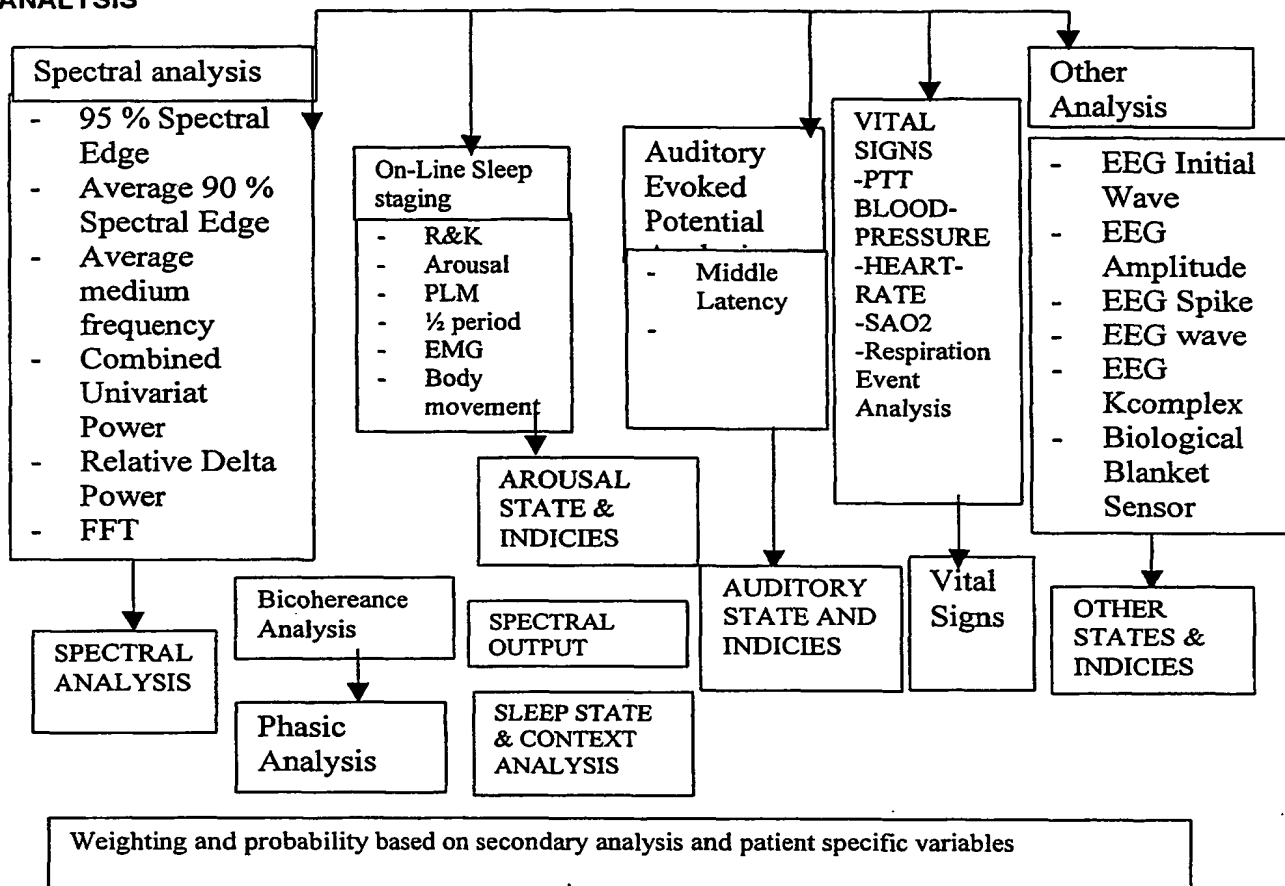 ANALYSIS
Spectral analysis
- 95 % Spectral
Edge
- Average 90 %
Spectral Edge
- Average
medium
frequency
- Combined
Univariat
Power
- Relative Delta
Power
- FFT
On-Line Sleep
staging
- R&K
- Arousal
- PLM
- ½ period
- EMG
- Body
movement
Auditory
Evoked
Potential
- Middle
Latency
-
VITAL
SIGNS
-PTT
BLOOD-
PRESSURE
-HEART-
RATE
-SAO2
-Respiration
Event
Analysis
Other
Analysis
- EEG Initial
Wave
- EEG
Amplitude
- EEG Spike
- EEG wave
- EEG
Kcomplex
- Biological
Blanket
Sensor
SPECTRAL
ANALYSIS
Bicohereance
Analysis
Phasic
Analysis
AROUSAL
STATE &
INDICIES
SPECTRAL
OUTPUT
SLEEP STATE
& CONTEXT
ANALYSIS
AUDITORY
STATE AND
INDICIES
Vital
Signs
OTHER
STATES &
INDICIES
Weighting and probability based on secondary analysis and patient specific variables